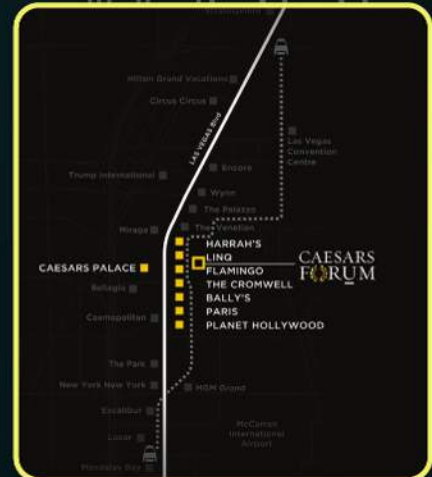 Hilton Grand Vacations
Circus Circus
LAS VEGAS Blvd
Las Vegas
Convention
Centre
Encore
Trump International
Wynn
The Palazzo
The Venetian
Mirage
HARRAH'S
LINQ
CAESARS PALACE
FLAMINGO
CAESARS
FORUM
THE CROMWELL
Bellagio
BALLY'S
PARIS
Cosmopolitan
PLANET HOLLYWOOD
The Park
New York New York
MGM Grand
Excalibur
McCarran
International
Airport
Luxor
Mandalay Bay